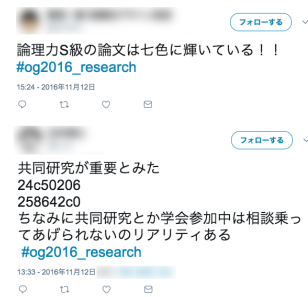 フォローする
論理力S級の論文は七色に輝いている！！
#og2016_research
15:24 - 2016年11月12日
フォローする
共同研究が重要とみた
24c50206
258642c0
ちなみに共同研究とか学会参加中は相談乗っ
てあげられないのリアリティある
#og2016_research
13:33 - 2016年11月12日